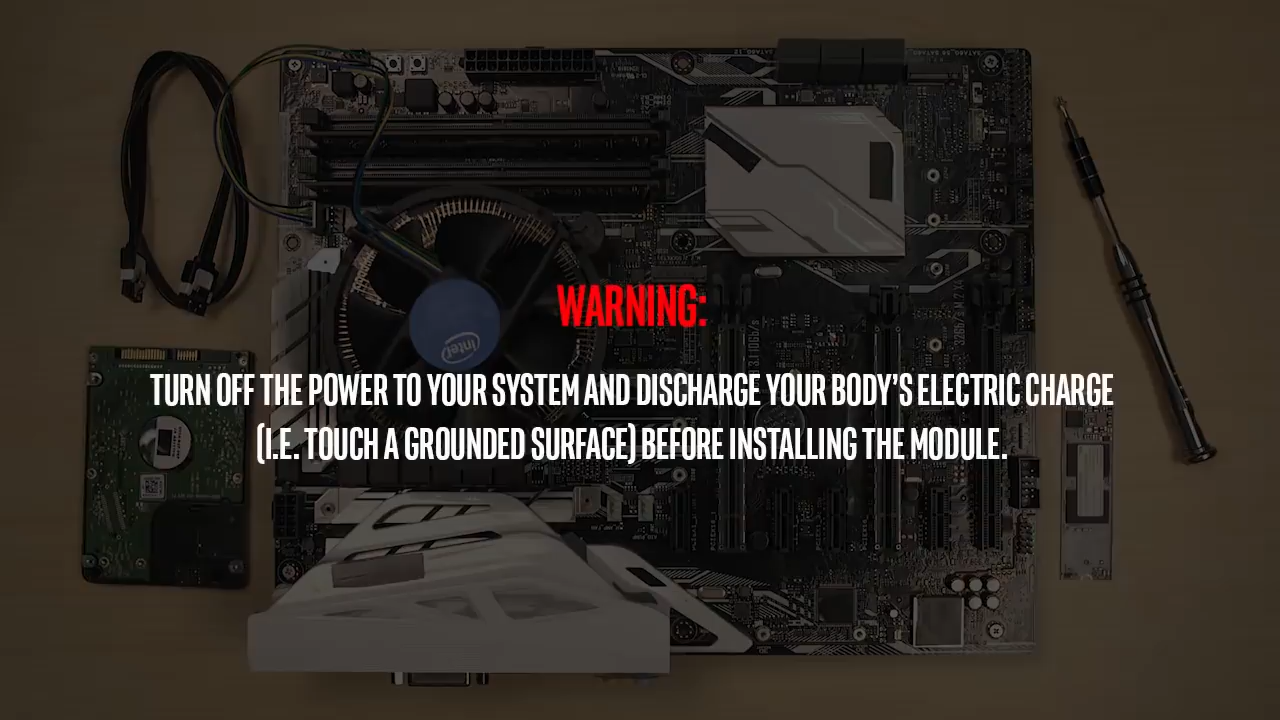 WARNING:
TURN OFF THE POWER TO YOUR SYSTEM AND DISCHARGE YOUR BODY’S ELECTRIC CHARGE
(I.E. TOUCH A GROUNDED SURFACE) BEFORE INSTALLING THE MODULE.
intel